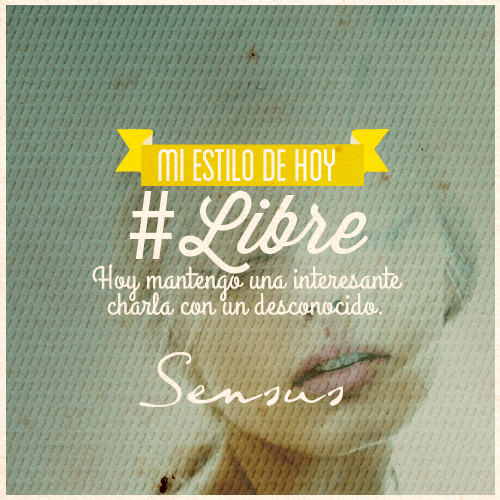 MI ESTILO DE HOY
#Libre
Hoy mantengo una interesante
charla con un desconocido.
Sensus